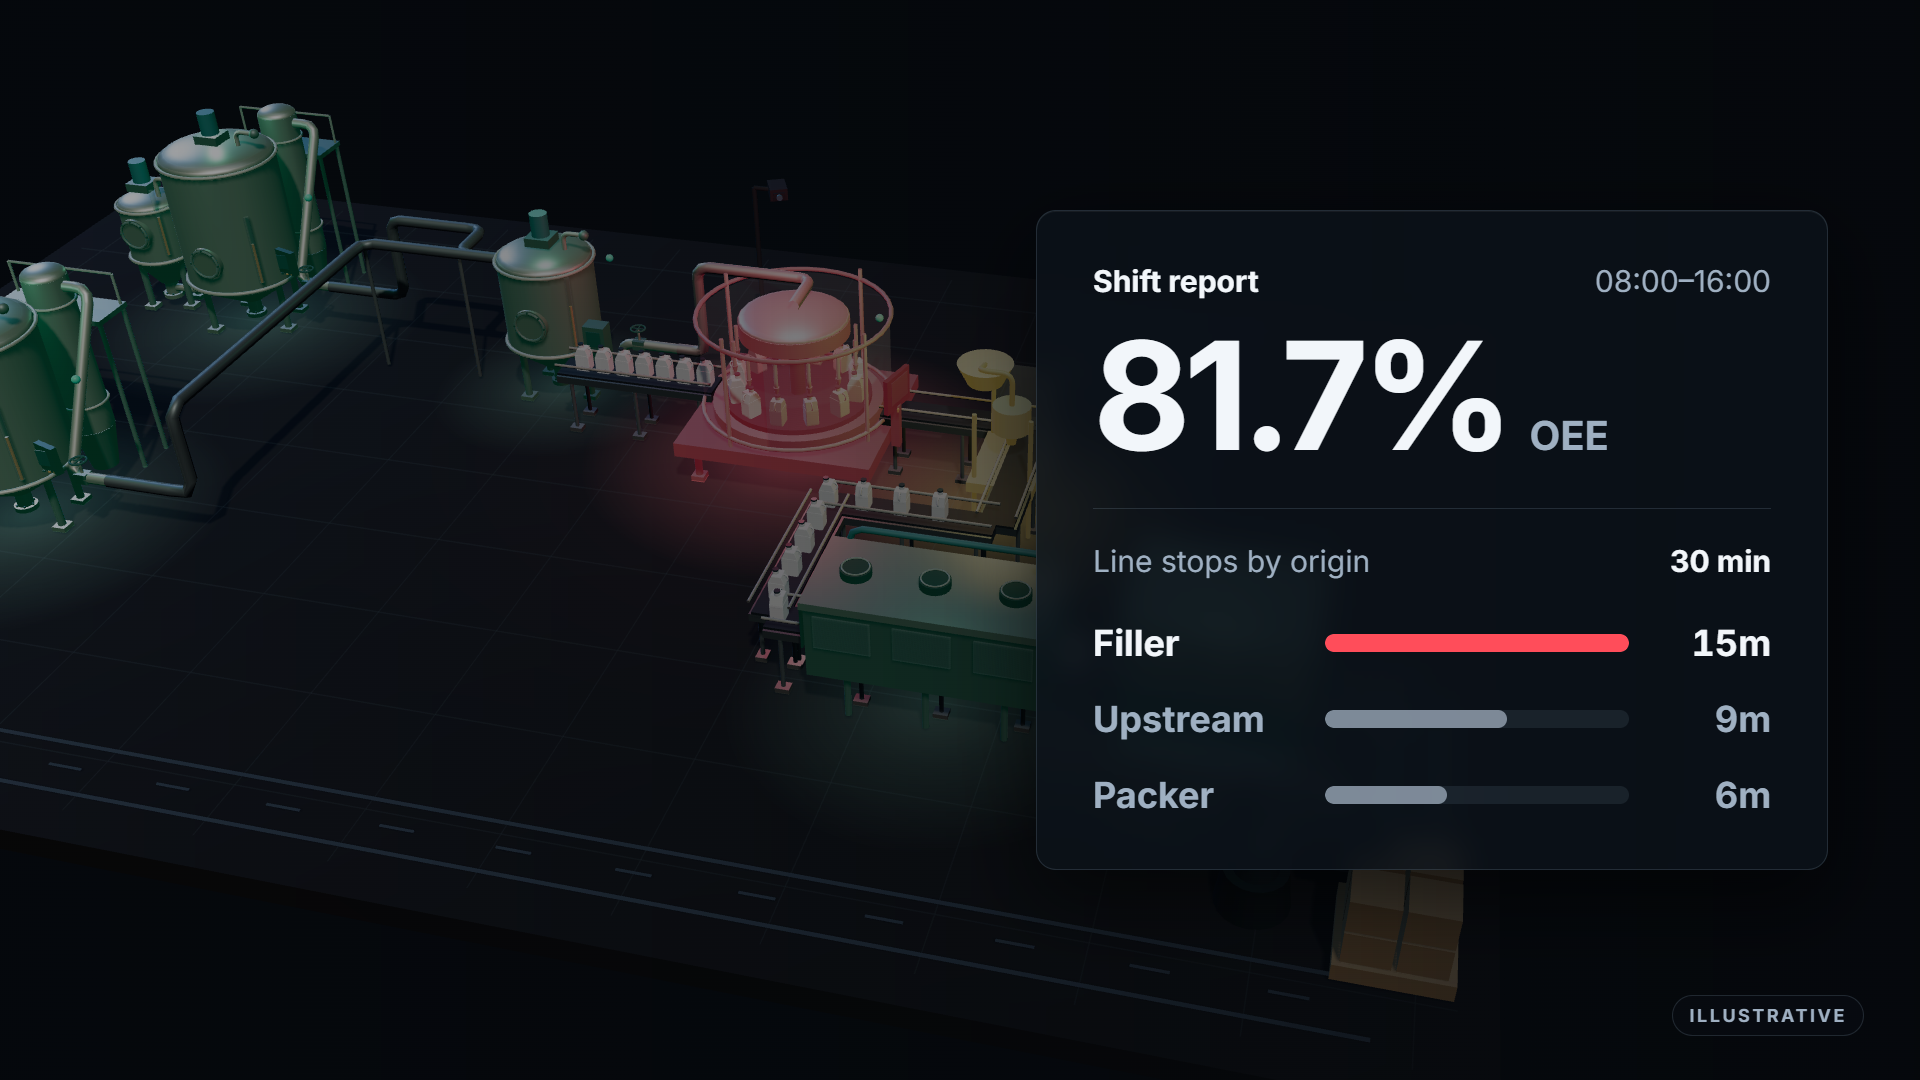 Shift report 08:00–16:00
81.7% OEE
Line stops by origin 30 min
Filler 15m
Upstream 9m
Packer 6m
ILLUSTRATIVE